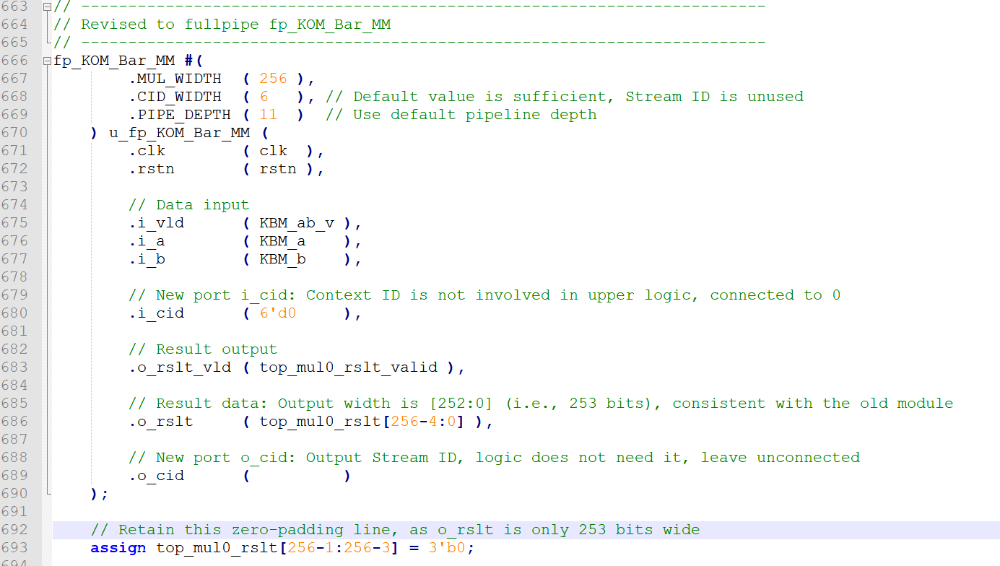 663 // -------------------------------------------------------------------------
664 // Revised to fullpipe fp_KOM_Bar_MM
665 // -------------------------------------------------------------------------
666 fp_KOM_Bar_MM #(
667         .MUL_WIDTH  ( 256 ),
668         .CID_WIDTH  ( 6   ), // Default value is sufficient, Stream ID is unused
669         .PIPE_DEPTH ( 11  )  // Use default pipeline depth
670     ) u_fp_KOM_Bar_MM (
671         .clk        ( clk  ),
672         .rstn       ( rstn ),
673
674         // Data input
675         .i_vld      ( KBM_ab_v ),
676         .i_a        ( KBM_a    ),
677         .i_b        ( KBM_b    ),
678
679         // New port i_cid: Context ID is not involved in upper logic, connected to 0
680         .i_cid      ( 6'd0     ),
681
682         // Result output
683         .o_rslt_vld ( top_mul0_rslt_valid ),
684
685         // Result data: Output width is [252:0] (i.e., 253 bits), consistent with the old module
686         .o_rslt     ( top_mul0_rslt[256-4:0] ),
687
688         // New port o_cid: Output Stream ID, logic does not need it, leave unconnected
689         .o_cid      (          )
690     );
691
692     // Retain this zero-padding line, as o_rslt is only 253 bits wide
693     assign top_mul0_rslt[256-1:256-3] = 3'b0;
694